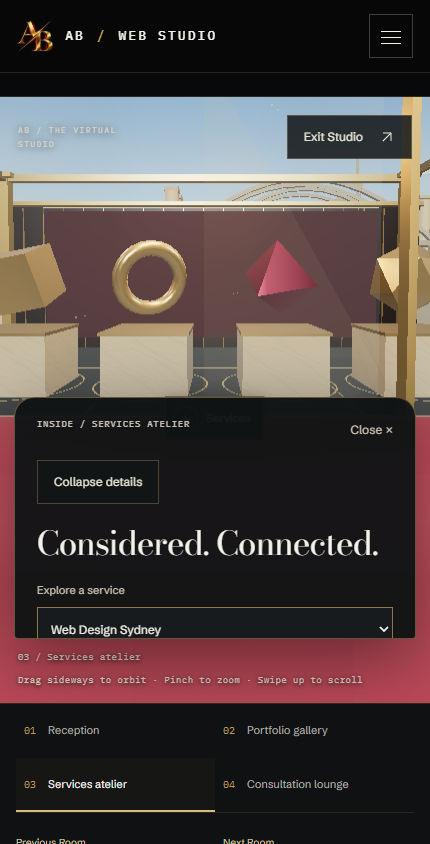 AB
AB / WEB STUDIO
AB / THE VIRTUAL
STUDIO
Exit Studio
Services
INSIDE / SERVICES ATELIER
Close ×
Collapse details
Considered. Connected.
Explore a service
Web Design Sydney
03 / Services atelier
Drag sideways to orbit · Pinch to zoom · Swipe up to scroll
01 Reception
02 Portfolio gallery
03 Services atelier
04 Consultation lounge
Previous Room
Next Room